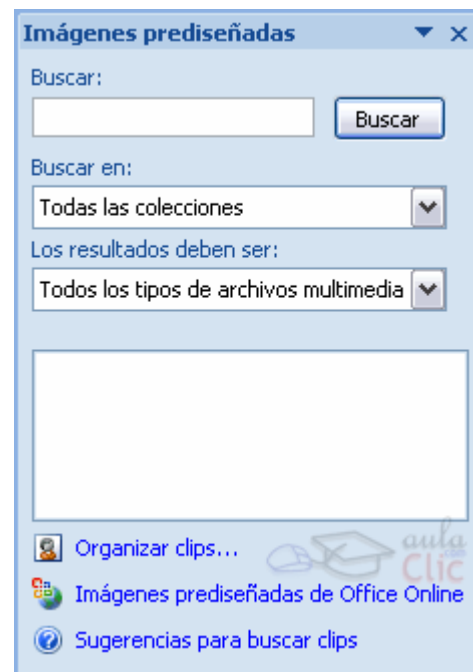 Imágenes prediseñadas
Buscar:
Buscar
Buscar en:
Todas las colecciones
Los resultados deben ser:
Todos los tipos de archivos multimedia
Organizar clips...
aula
.com
Clic
Imágenes prediseñadas de Office Online
Sugerencias para buscar clips